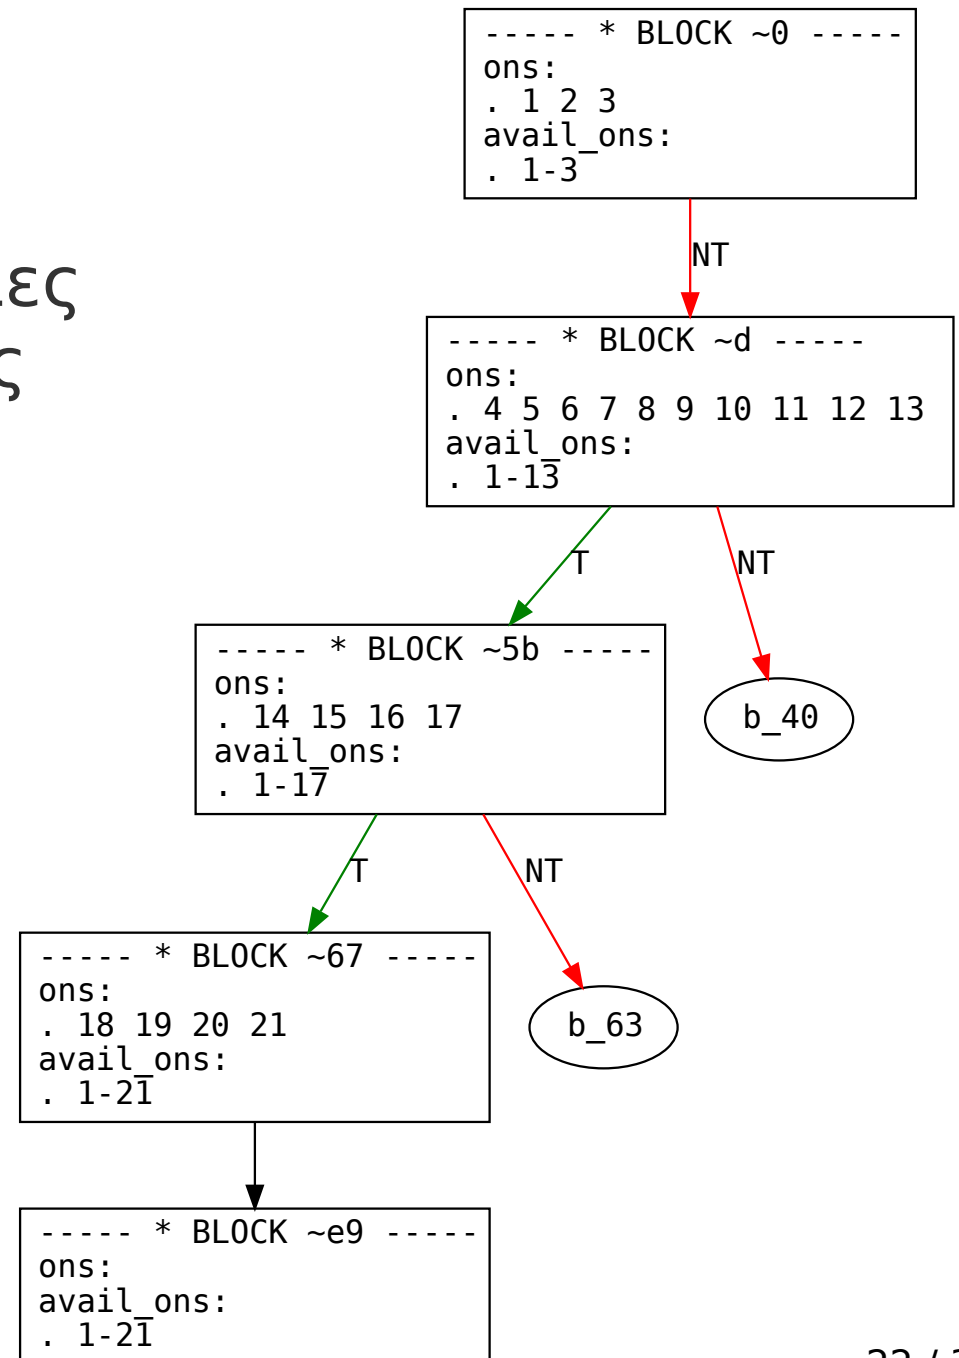 ----- * BLOCK ~0 -----
ons:
. 1 2 3
avail_ons:
. 1-3
NT
----- * BLOCK ~d -----
ons:
. 4 5 6 7 8 9 10 11 12 13
avail_ons:
. 1-13
T
NT
----- * BLOCK ~5b -----
ons:
. 14 15 16 17
avail_ons:
. 1-17
b_40
T
NT
----- * BLOCK ~67 -----
ons:
. 18 19 20 21
avail_ons:
. 1-21
b_63
----- * BLOCK ~e9 -----
ons:
avail_ons:
. 1-21